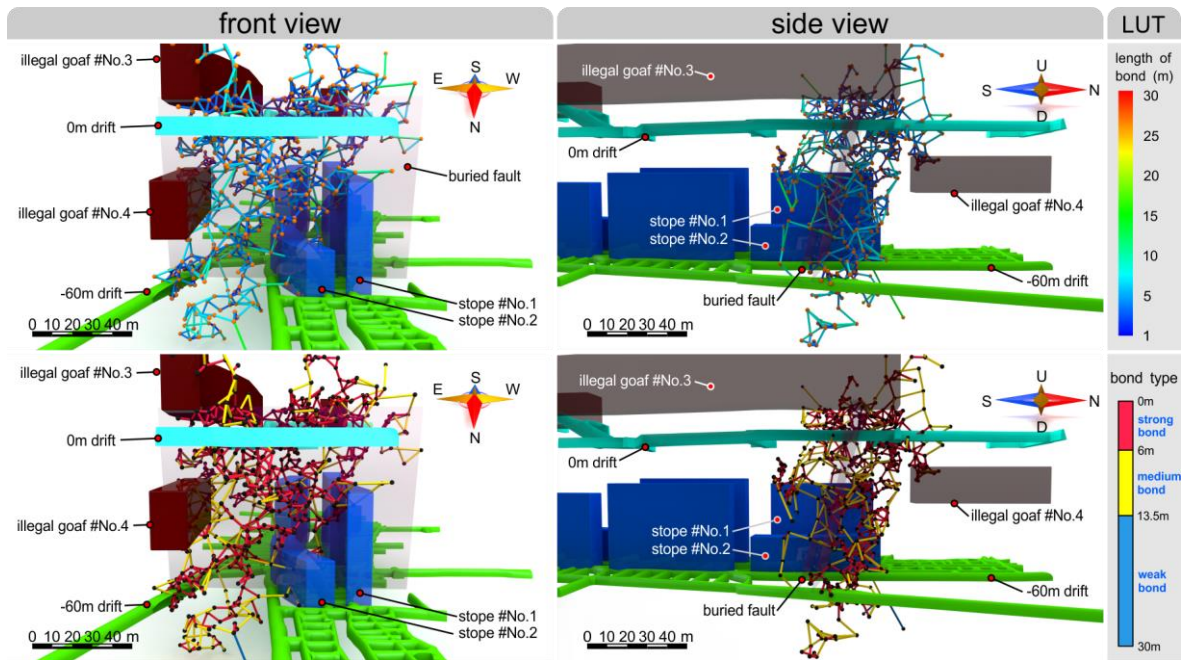 front view
side view
LUT
illegal goaf #No.3
E S W N
0m drift
buried fault
illegal goaf #No.4
-60m drift
stope #No.1
stope #No.2
0 10 20 30 40 m
illegal goaf #No.3
U
S N
D
0m drift
illegal goaf #No.4
stope #No.1
stope #No.2
buried fault
-60m drift
0 10 20 30 40 m
length of
bond (m)
30
25
20
15
10
5
1
illegal goaf #No.3
E S W N
0m drift
illegal goaf #No.4
-60m drift
stope #No.1
stope #No.2
0 10 20 30 40 m
illegal goaf #No.3
U
S N
D
0m drift
illegal goaf #No.4
stope #No.1
stope #No.2
buried fault
-60m drift
0 10 20 30 40 m
bond type
0m
strong
bond
6m
medium
bond
13.5m
weak
bond
30m